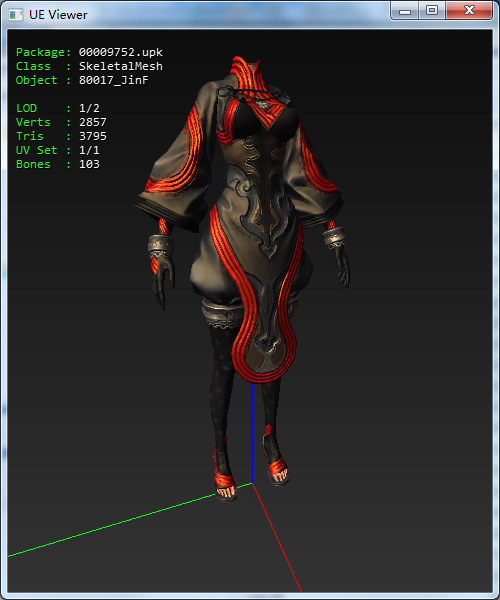 UE Viewer
Package: 00009752.upk
Class : SkeletalMesh
Object : 80017_JinF
LOD : 1/2
Verts : 2857
Tris : 3795
UV Set : 1/1
Bones : 103